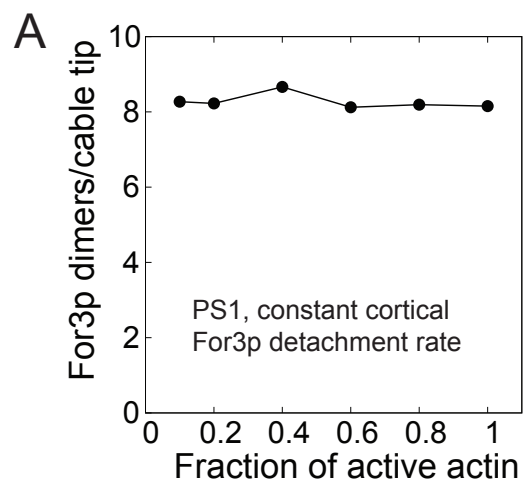 A
For3p dimers/cable tip
10
8
6
4
2
0
PS1, constant cortical
For3p detachment rate
0 0.2 0.4 0.6 0.8 1
Fraction of active actin